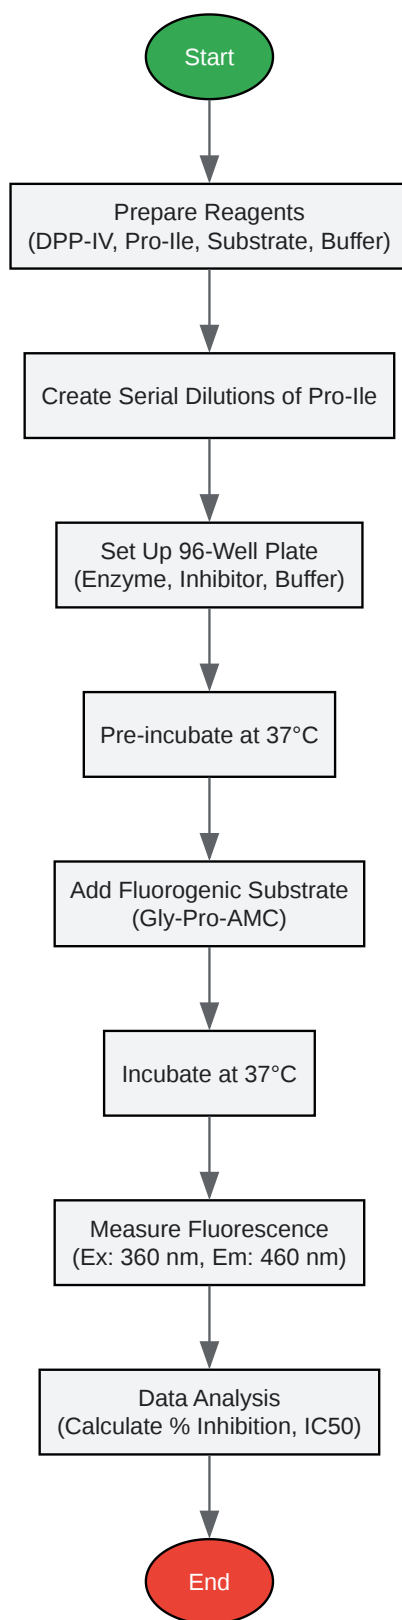 Start
Prepare Reagents
(DPP-IV, Pro-Ile, Substrate, Buffer)
Create Serial Dilutions of Pro-Ile
Set Up 96-Well Plate
(Enzyme, Inhibitor, Buffer)
Pre-incubate at 37°C
Add Fluorogenic Substrate
(Gly-Pro-AMC)
Incubate at 37°C
Measure Fluorescence
(Ex: 360 nm, Em: 460 nm)
Data Analysis
(Calculate % Inhibition, IC50)
End